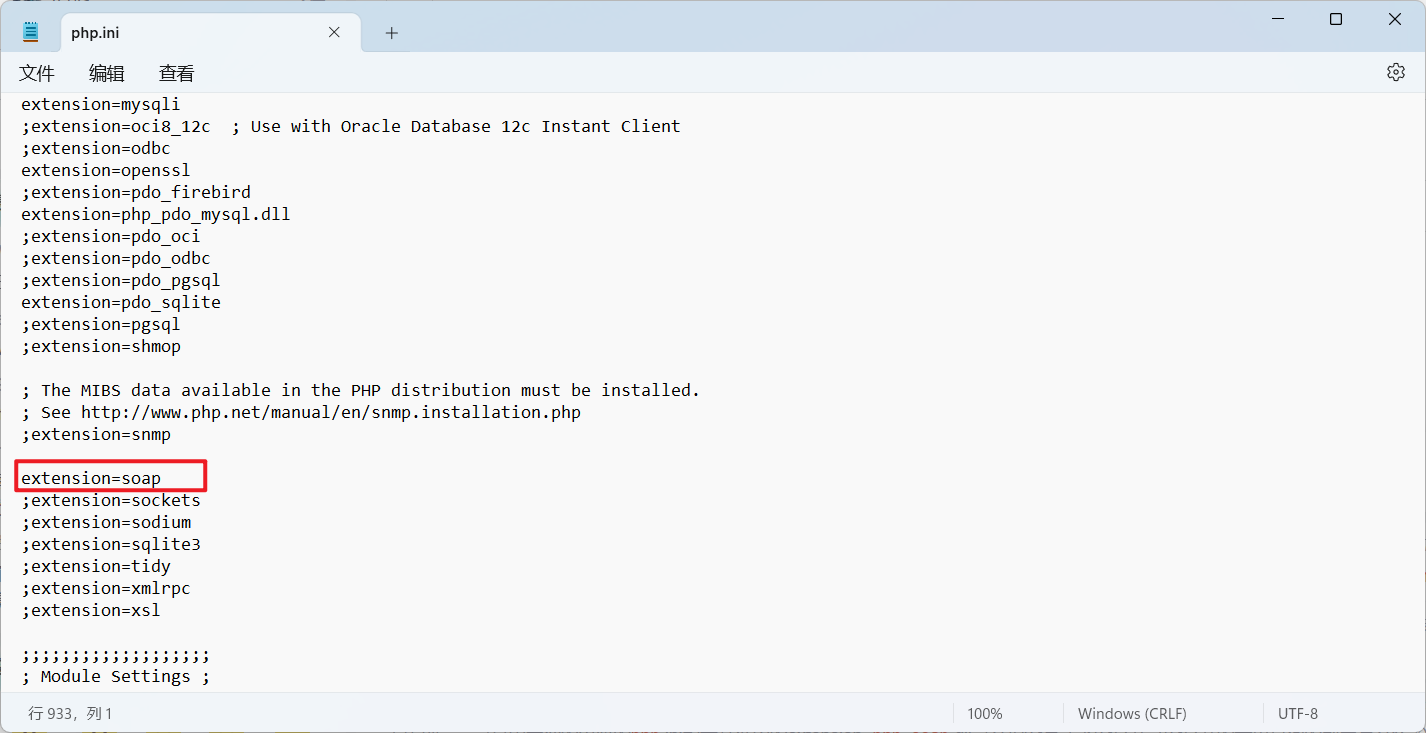 php.ini
文件 编辑 查看
extension=mysqli
;extension=oci8_12c  ; Use with Oracle Database 12c Instant Client
;extension=odbc
extension=openssl
;extension=pdo_firebird
extension=php_pdo_mysql.dll
;extension=pdo_oci
;extension=pdo_odbc
;extension=pdo_pgsql
extension=pdo_sqlite
;extension=pgsql
;extension=shmop
; The MIBS data available in the PHP distribution must be installed.
; See http://www.php.net/manual/en/snmp.installation.php
;extension=snmp
extension=soap
;extension=sockets
;extension=sodium
;extension=sqlite3
;extension=tidy
;extension=xmlrpc
;extension=xsl
;;;;;;;;;;;;;;;;;;;
; Module Settings ;
行 933，列 1 100% Windows (CRLF) UTF-8